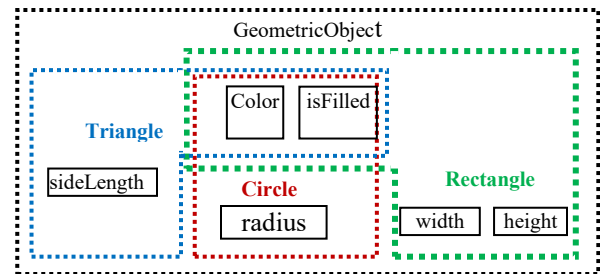 GeometricObject
Color isFilled
Triangle
sideLength
Circle
Rectangle
radius
width height